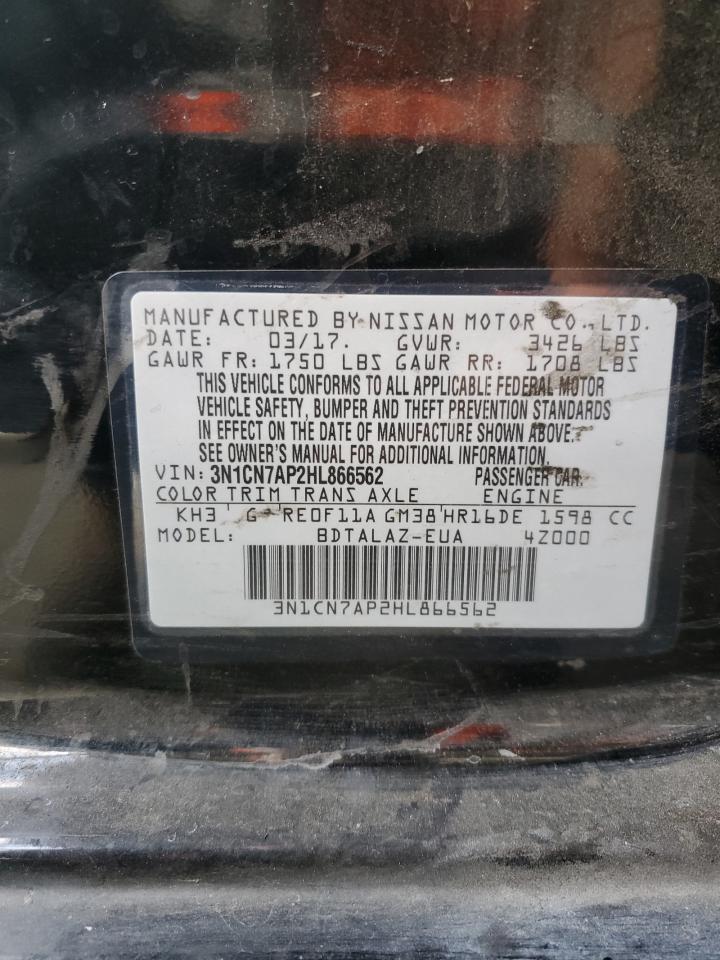 MANUFACTURED BY NISSAN MOTOR CO., LTD.
DATE: 03/17. GVWR: 3426 LBS
GAWR FR: 1750 LBS GAWR RR: 1708 LBS
THIS VEHICLE CONFORMS TO ALL APPLICABLE FEDERAL MOTOR
VEHICLE SAFETY, BUMPER AND THEFT PREVENTION STANDARDS
IN EFFECT ON THE DATE OF MANUFACTURE SHOWN ABOVE.
SEE OWNER'S MANUAL FOR ADDITIONAL INFORMATION.
VIN: 3N1CN7AP2HL866562 PASSENGER CAR.
COLOR TRIM TRANS AXLE ENGINE
KH3 G RE0F11A GM38 HR16DE 1598 CC
MODEL: BDTALAZ-EUA 4Z000
3N1CN7AP2HL866562